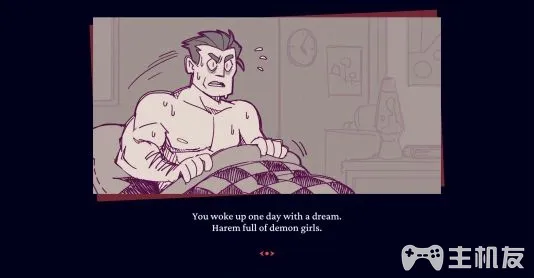 You woke up one day with a dream.
Harem full of demon girls.
主机友